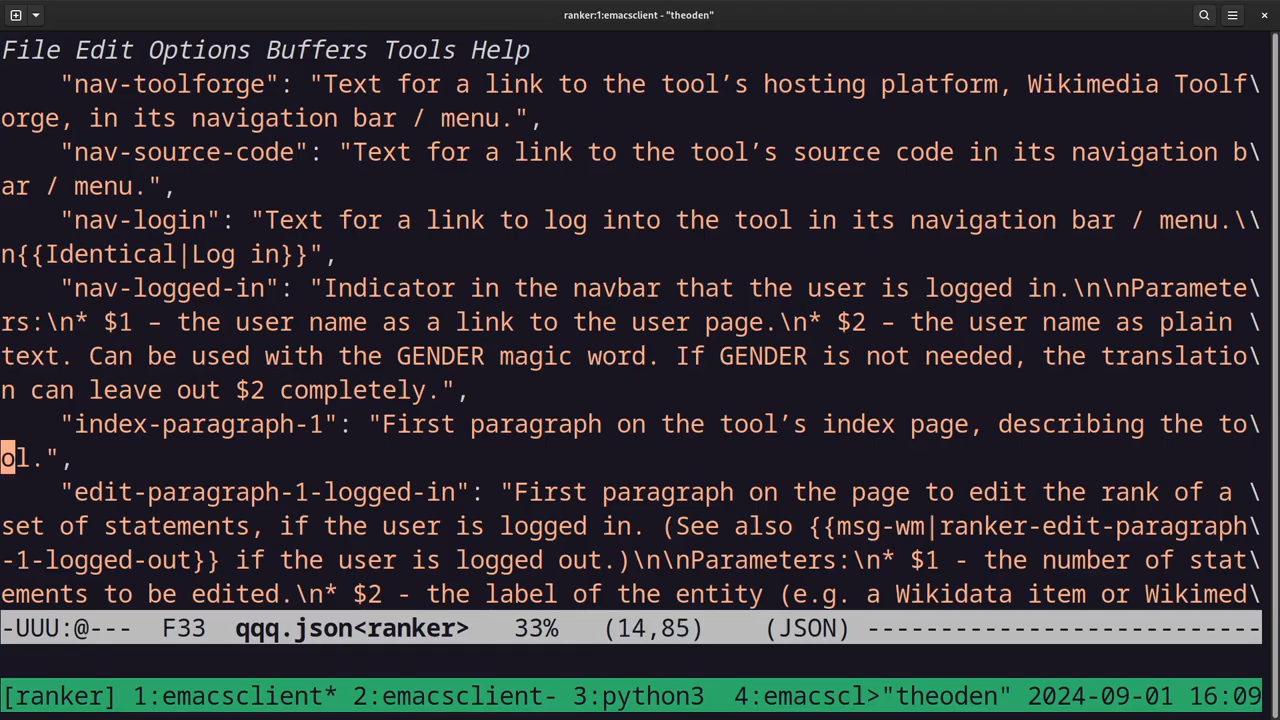 ranker:1:emacsclient - "theoden"
File Edit Options Buffers Tools Help
"nav-toolforge": "Text for a link to the tool’s hosting platform, Wikimedia Toolf\
orge, in its navigation bar / menu.",
"nav-source-code": "Text for a link to the tool’s source code in its navigation b\
ar / menu.",
"nav-login": "Text for a link to log into the tool in its navigation bar / menu.\\
n{{Identical|Log in}}",
"nav-logged-in": "Indicator in the navbar that the user is logged in.\n\nParamete\
rs:\n* $1 – the user name as a link to the user page.\n* $2 – the user name as plain \
text. Can be used with the GENDER magic word. If GENDER is not needed, the translatio\
n can leave out $2 completely.",
"index-paragraph-1": "First paragraph on the tool’s index page, describing the to\
ol.",
"edit-paragraph-1-logged-in": "First paragraph on the page to edit the rank of a \
set of statements, if the user is logged in. (See also {{msg-wm|ranker-edit-paragraph\
-1-logged-out}} if the user is logged out.)\n\nParameters:\n* $1 - the number of stat\
ements to be edited.\n* $2 - the label of the entity (e.g. a Wikidata item or Wikimed\
-UUU:@--- F33 qqq.json<ranker> 33% (14,85) (JSON) ---------------------------
[ranker] 1:emacsclient* 2:emacsclient- 3:python3 4:emacscl>"theoden" 2024-09-01 16:09